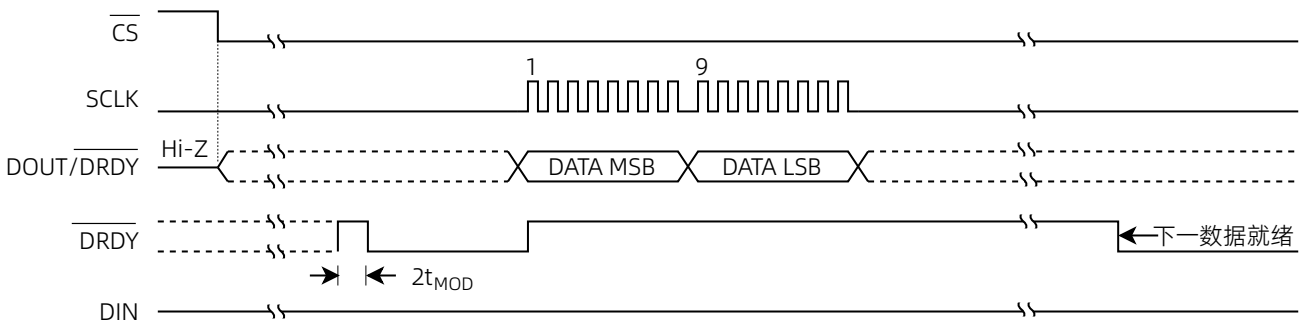 CS
1 9
SCLK
Hi-Z
DOUT/DRDY DATA MSB DATA LSB
DRDY 下一数据就绪
2tMOD
DIN